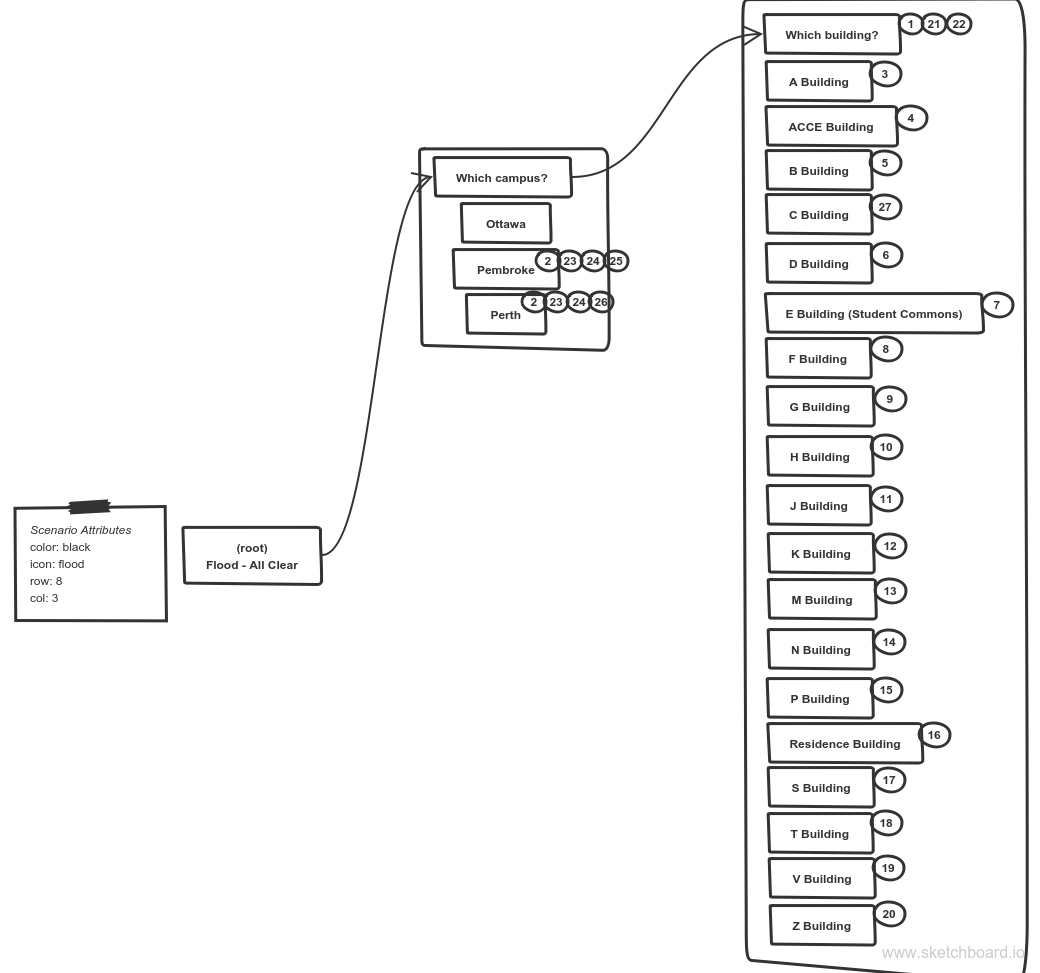 Scenario Attributes
color: black
icon: flood
row: 8
col: 3
(root)
Flood - All Clear
Which campus?
Ottawa
Pembroke 2 23 24 25
Perth 2 23 24 26
Which building? 1 21 22
A Building 3
ACCE Building 4
B Building 5
C Building 27
D Building 6
E Building (Student Commons) 7
F Building 8
G Building 9
H Building 10
J Building 11
K Building 12
M Building 13
N Building 14
P Building 15
Residence Building 16
S Building 17
T Building 18
V Building 19
Z Building 20
www.sketchboard.io